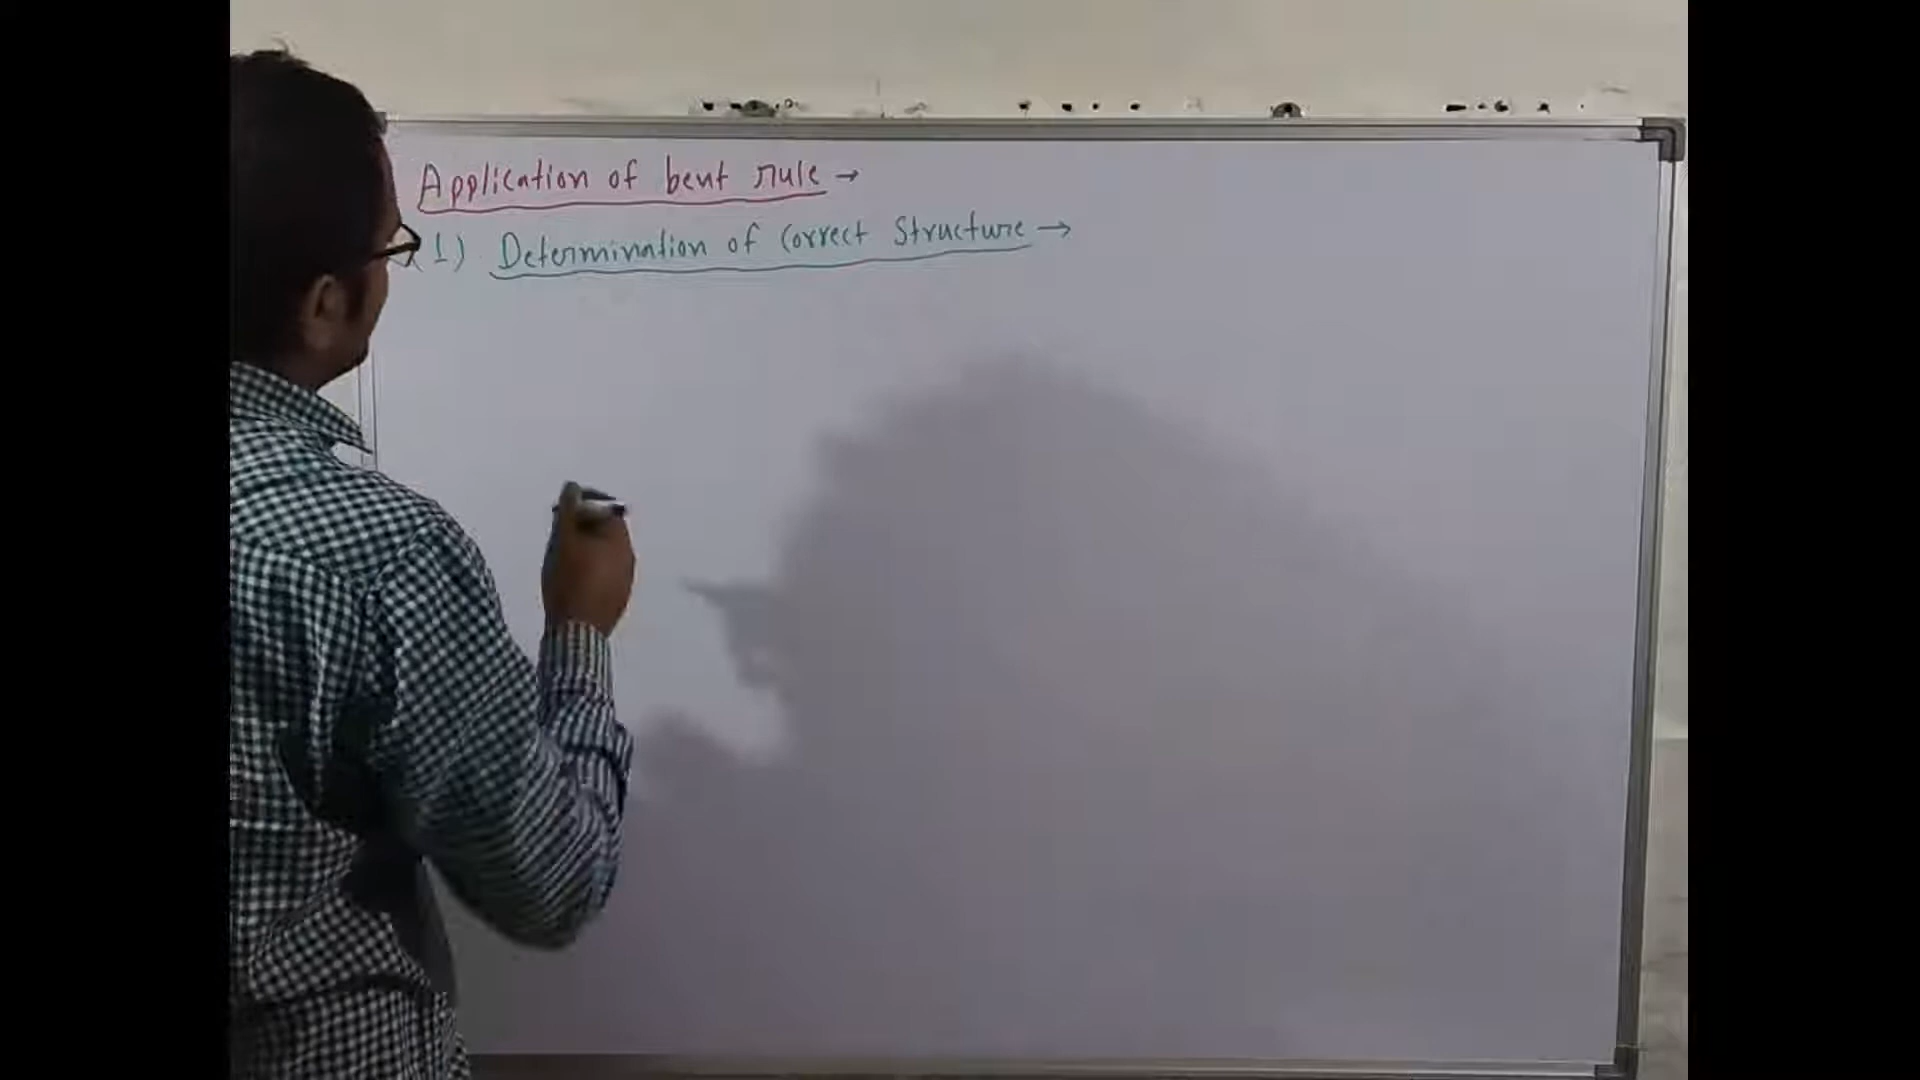 Application of bent rule →
1) Determination of Correct Structure →